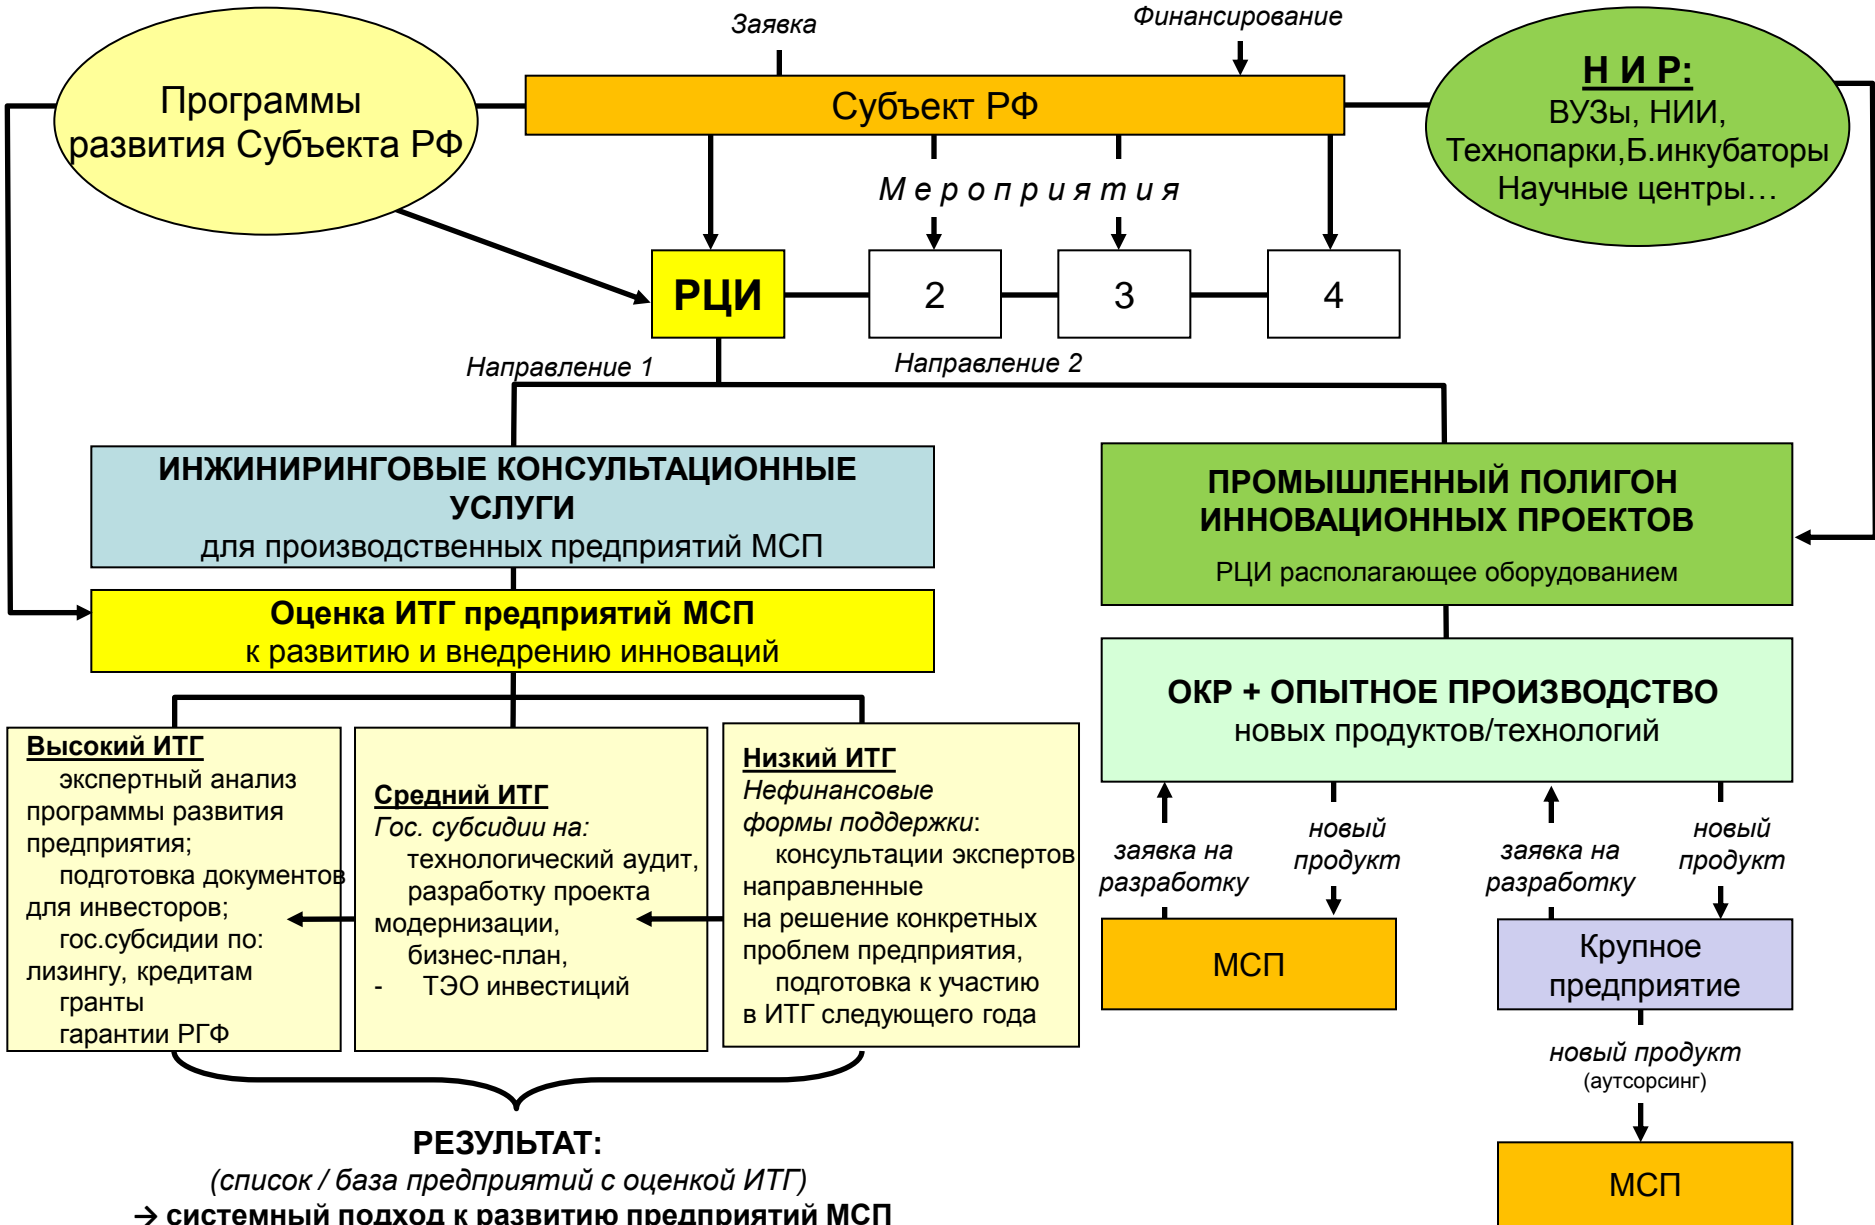 Заявка
Финансирование
Программы
развития Субъекта РФ
Субъект РФ
Н И Р:
ВУЗы, НИИ,
Технопарки,Б.инкубаторы
Научные центры…
М е р о п р и я т и я
РЦИ
2
3
4
Направление 1
Направление 2
ИНЖИНИРИНГОВЫЕ КОНСУЛЬТАЦИОННЫЕ
УСЛУГИ
для производственных предприятий МСП
Оценка ИТГ предприятий МСП
к развитию и внедрению инноваций
Высокий ИТГ
экспертный анализ
программы развития
предприятия;
подготовка документов
для инвесторов;
гос.субсидии по:
лизингу, кредитам
гранты
гарантии РГФ
Средний ИТГ
Гос. субсидии на:
технологический аудит,
разработку проекта
модернизации,
бизнес-план,
- ТЭО инвестиций
Низкий ИТГ
Нефинансовые
формы поддержки:
консультации экспертов
направленные
на решение конкретных
проблем предприятия,
подготовка к участию
в ИТГ следующего года
РЕЗУЛЬТАТ:
(список / база предприятий с оценкой ИТГ)
→ системный подход к развитию предприятий МСП
ПРОМЫШЛЕННЫЙ ПОЛИГОН
ИННОВАЦИОННЫХ ПРОЕКТОВ
РЦИ располагающее оборудованием
ОКР + ОПЫТНОЕ ПРОИЗВОДСТВО
новых продуктов/технологий
заявка на
разработку
новый
продукт
заявка на
разработку
новый
продукт
МСП
Крупное
предприятие
новый продукт
(аутсорсинг)
МСП